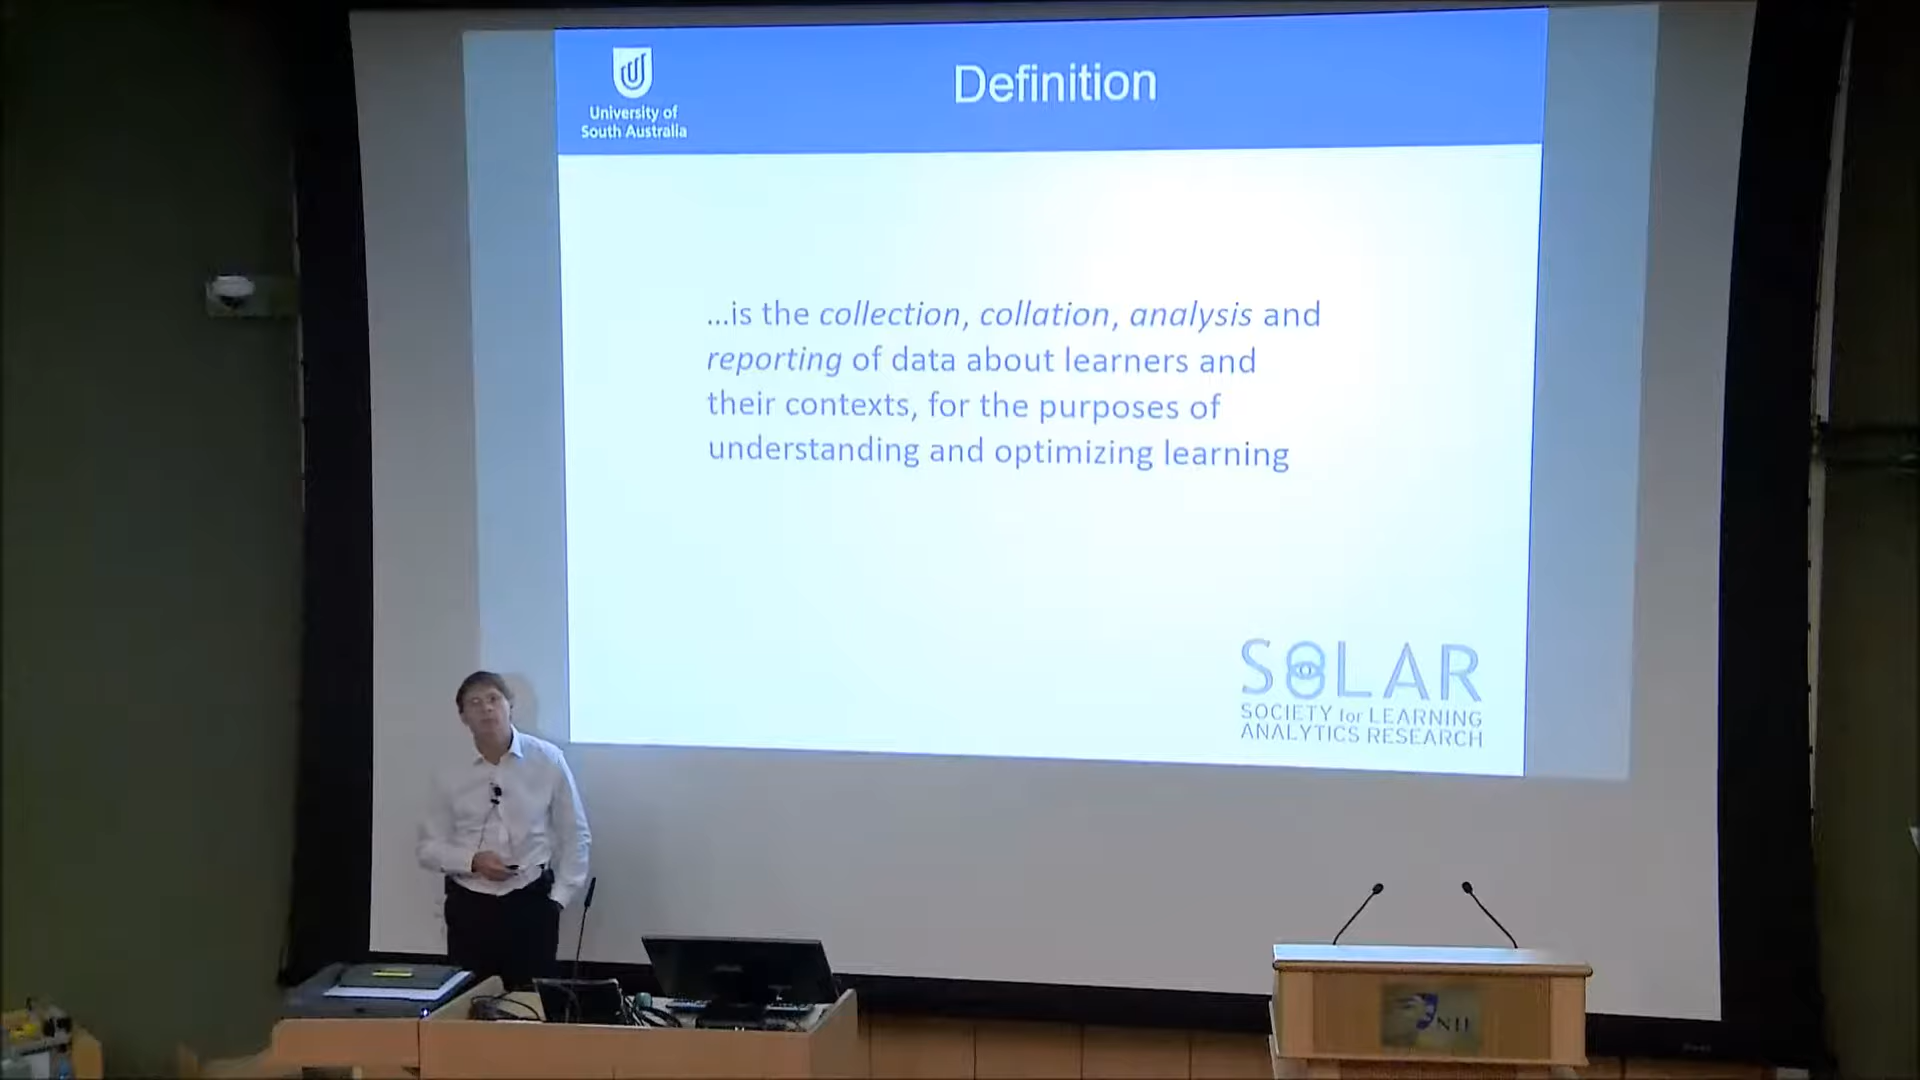 University of
South Australia
Definition
...is the collection, collation, analysis and
reporting of data about learners and
their contexts, for the purposes of
understanding and optimizing learning
SOLAR
SOCIETY for LEARNING
ANALYTICS RESEARCH
NII